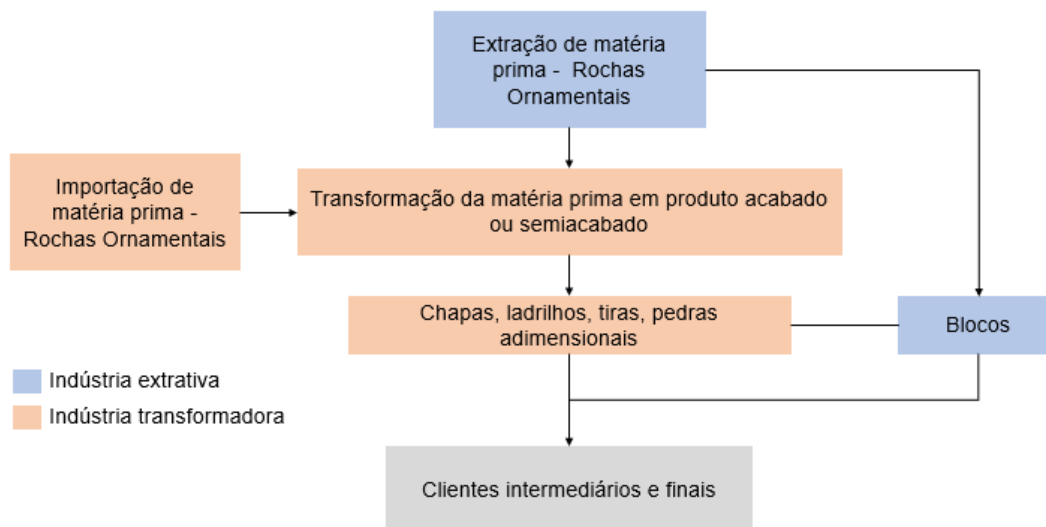 Extração de matéria
prima - Rochas
Ornamentais
Importação de
matéria prima -
Rochas Ornamentais
Transformação da matéria prima em produto acabado
ou semiacabado
Chapas, ladrilhos, tiras, pedras
adimensionais
Blocos
Indústria extrativa
Indústria transformadora
Clientes intermediários e finais